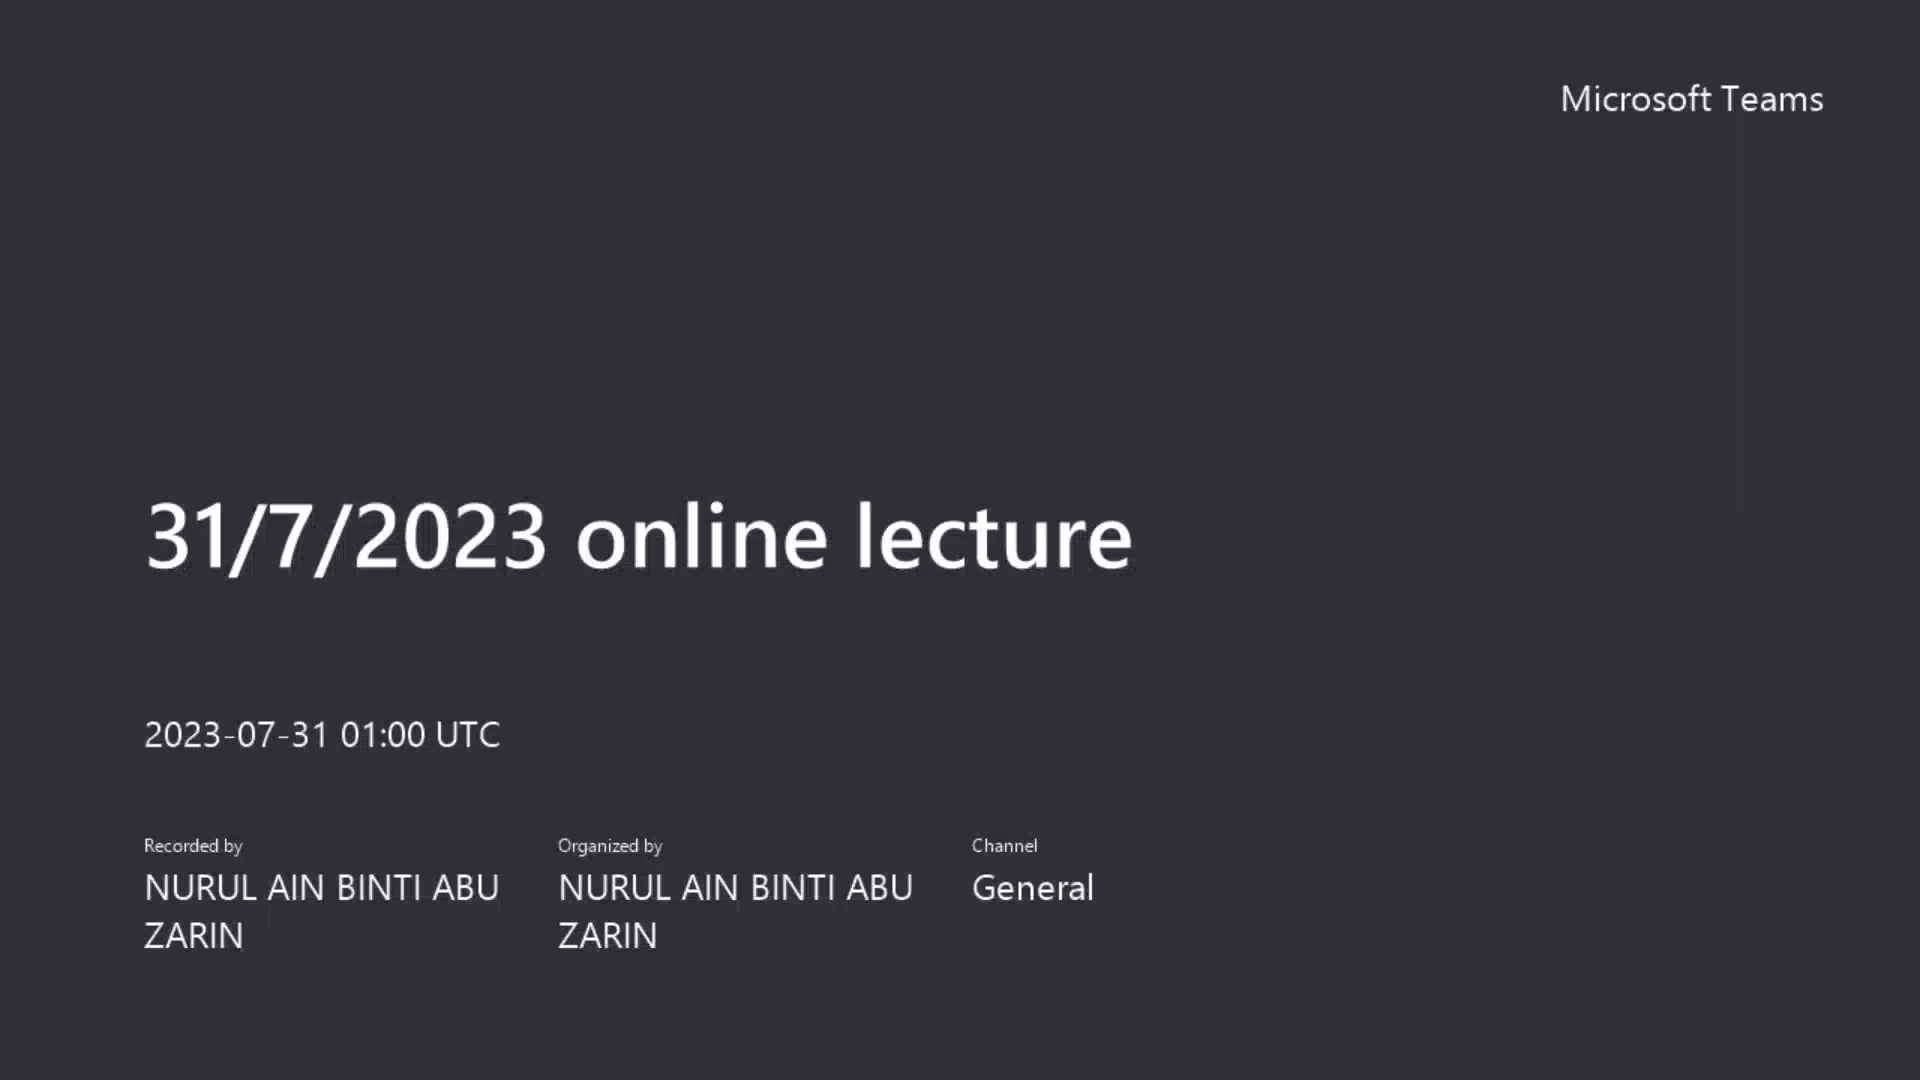 Microsoft Teams
31/7/2023 online lecture
2023-07-31 01:00 UTC
Recorded by
NURUL AIN BINTI ABU
ZARIN
Organized by
NURUL AIN BINTI ABU
ZARIN
Channel
General